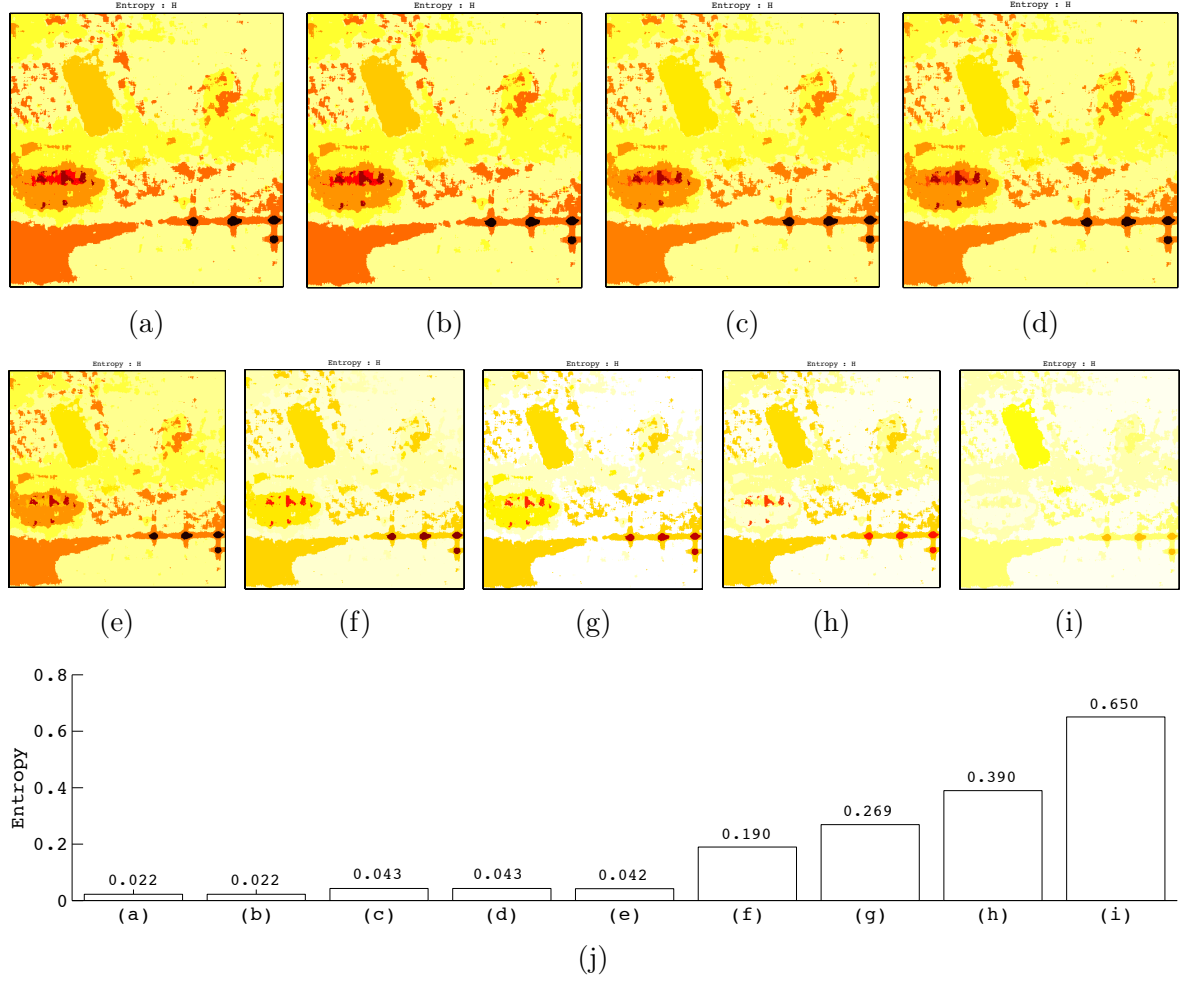 Entropy : H
Entropy : H
Entropy : H
Entropy : H
(a)
(b)
(c)
(d)
Entropy : H
Entropy : H
Entropy : H
Entropy : H
Entropy : H
(e)
(f)
(g)
(h)
(i)
Entropy
0.8
0.6
0.4
0.2
0
0.022
0.022
0.043
0.043
0.042
0.190
0.269
0.390
0.650
(a)
(b)
(c)
(d)
(e)
(f)
(g)
(h)
(i)
(j)